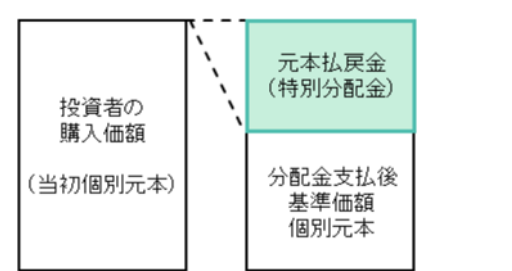 投資者の
購入価額
（当初個別元本）
元本払戻金
（特別分配金）
分配金支払後
基準価額
個別元本